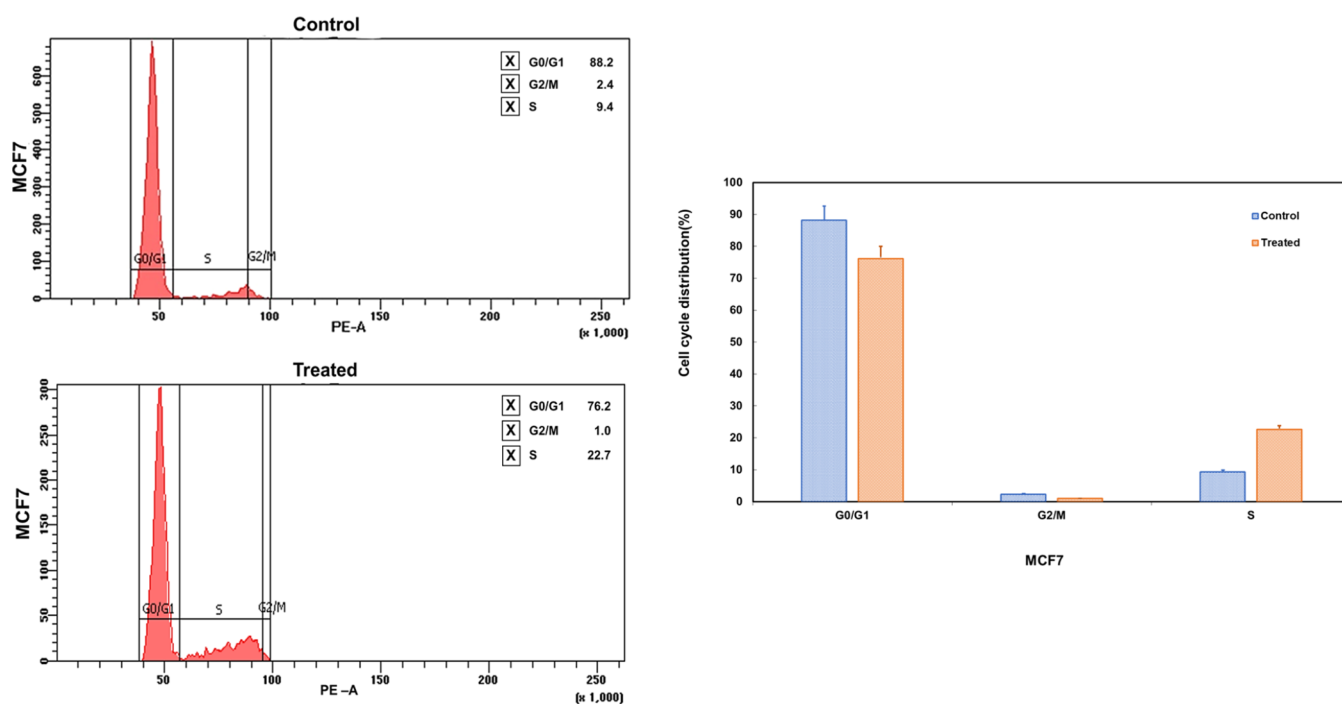 Control
MCF7
600
500
400
300
200
100
0
X G0/G1 88.2
X G2/M 2.4
X S 9.4
G0/G1 S G2/M
50 100 150 200 250
PE-A
(x 1,000)
Treated
MCF7
300
250
200
150
100
50
0
X G0/G1 76.2
X G2/M 1.0
X S 22.7
G0/G1 S G2/M
50 100 150 200 250
PE –A
(x 1,000)
Cell cycle distribution(%)
100
90
80
70
60
50
40
30
20
10
0
Control
Treated
G0/G1 G2/M S
MCF7